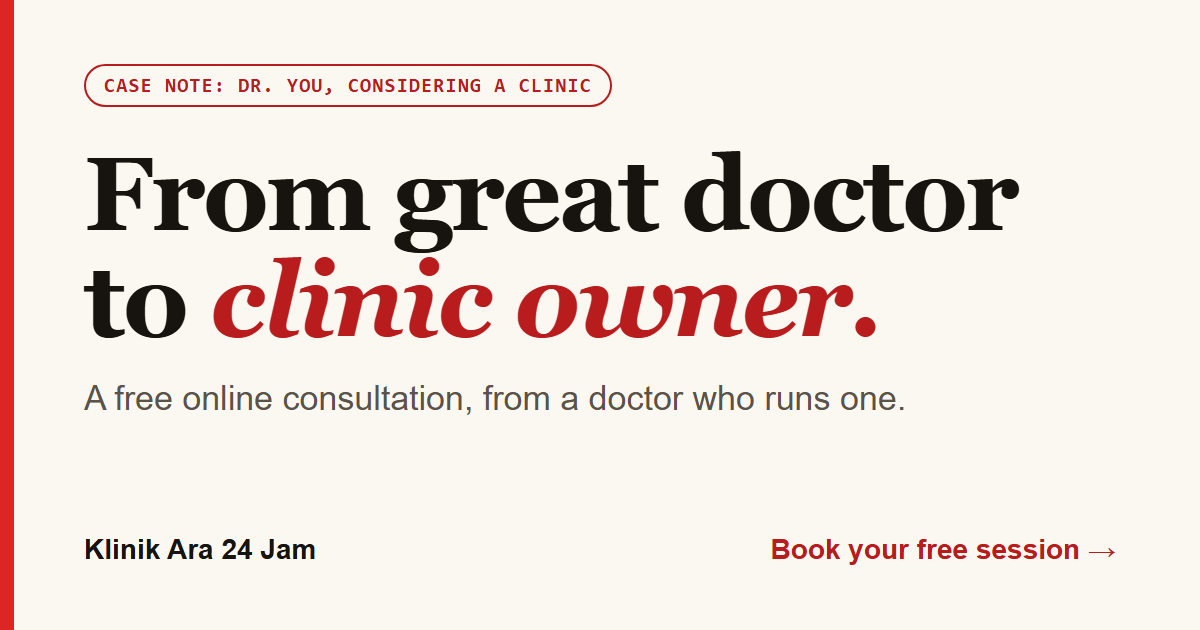 CASE NOTE: DR. YOU, CONSIDERING A CLINIC
From great doctor
to clinic owner.
A free online consultation, from a doctor who runs one.
Klinik Ara 24 Jam
Book your free session →